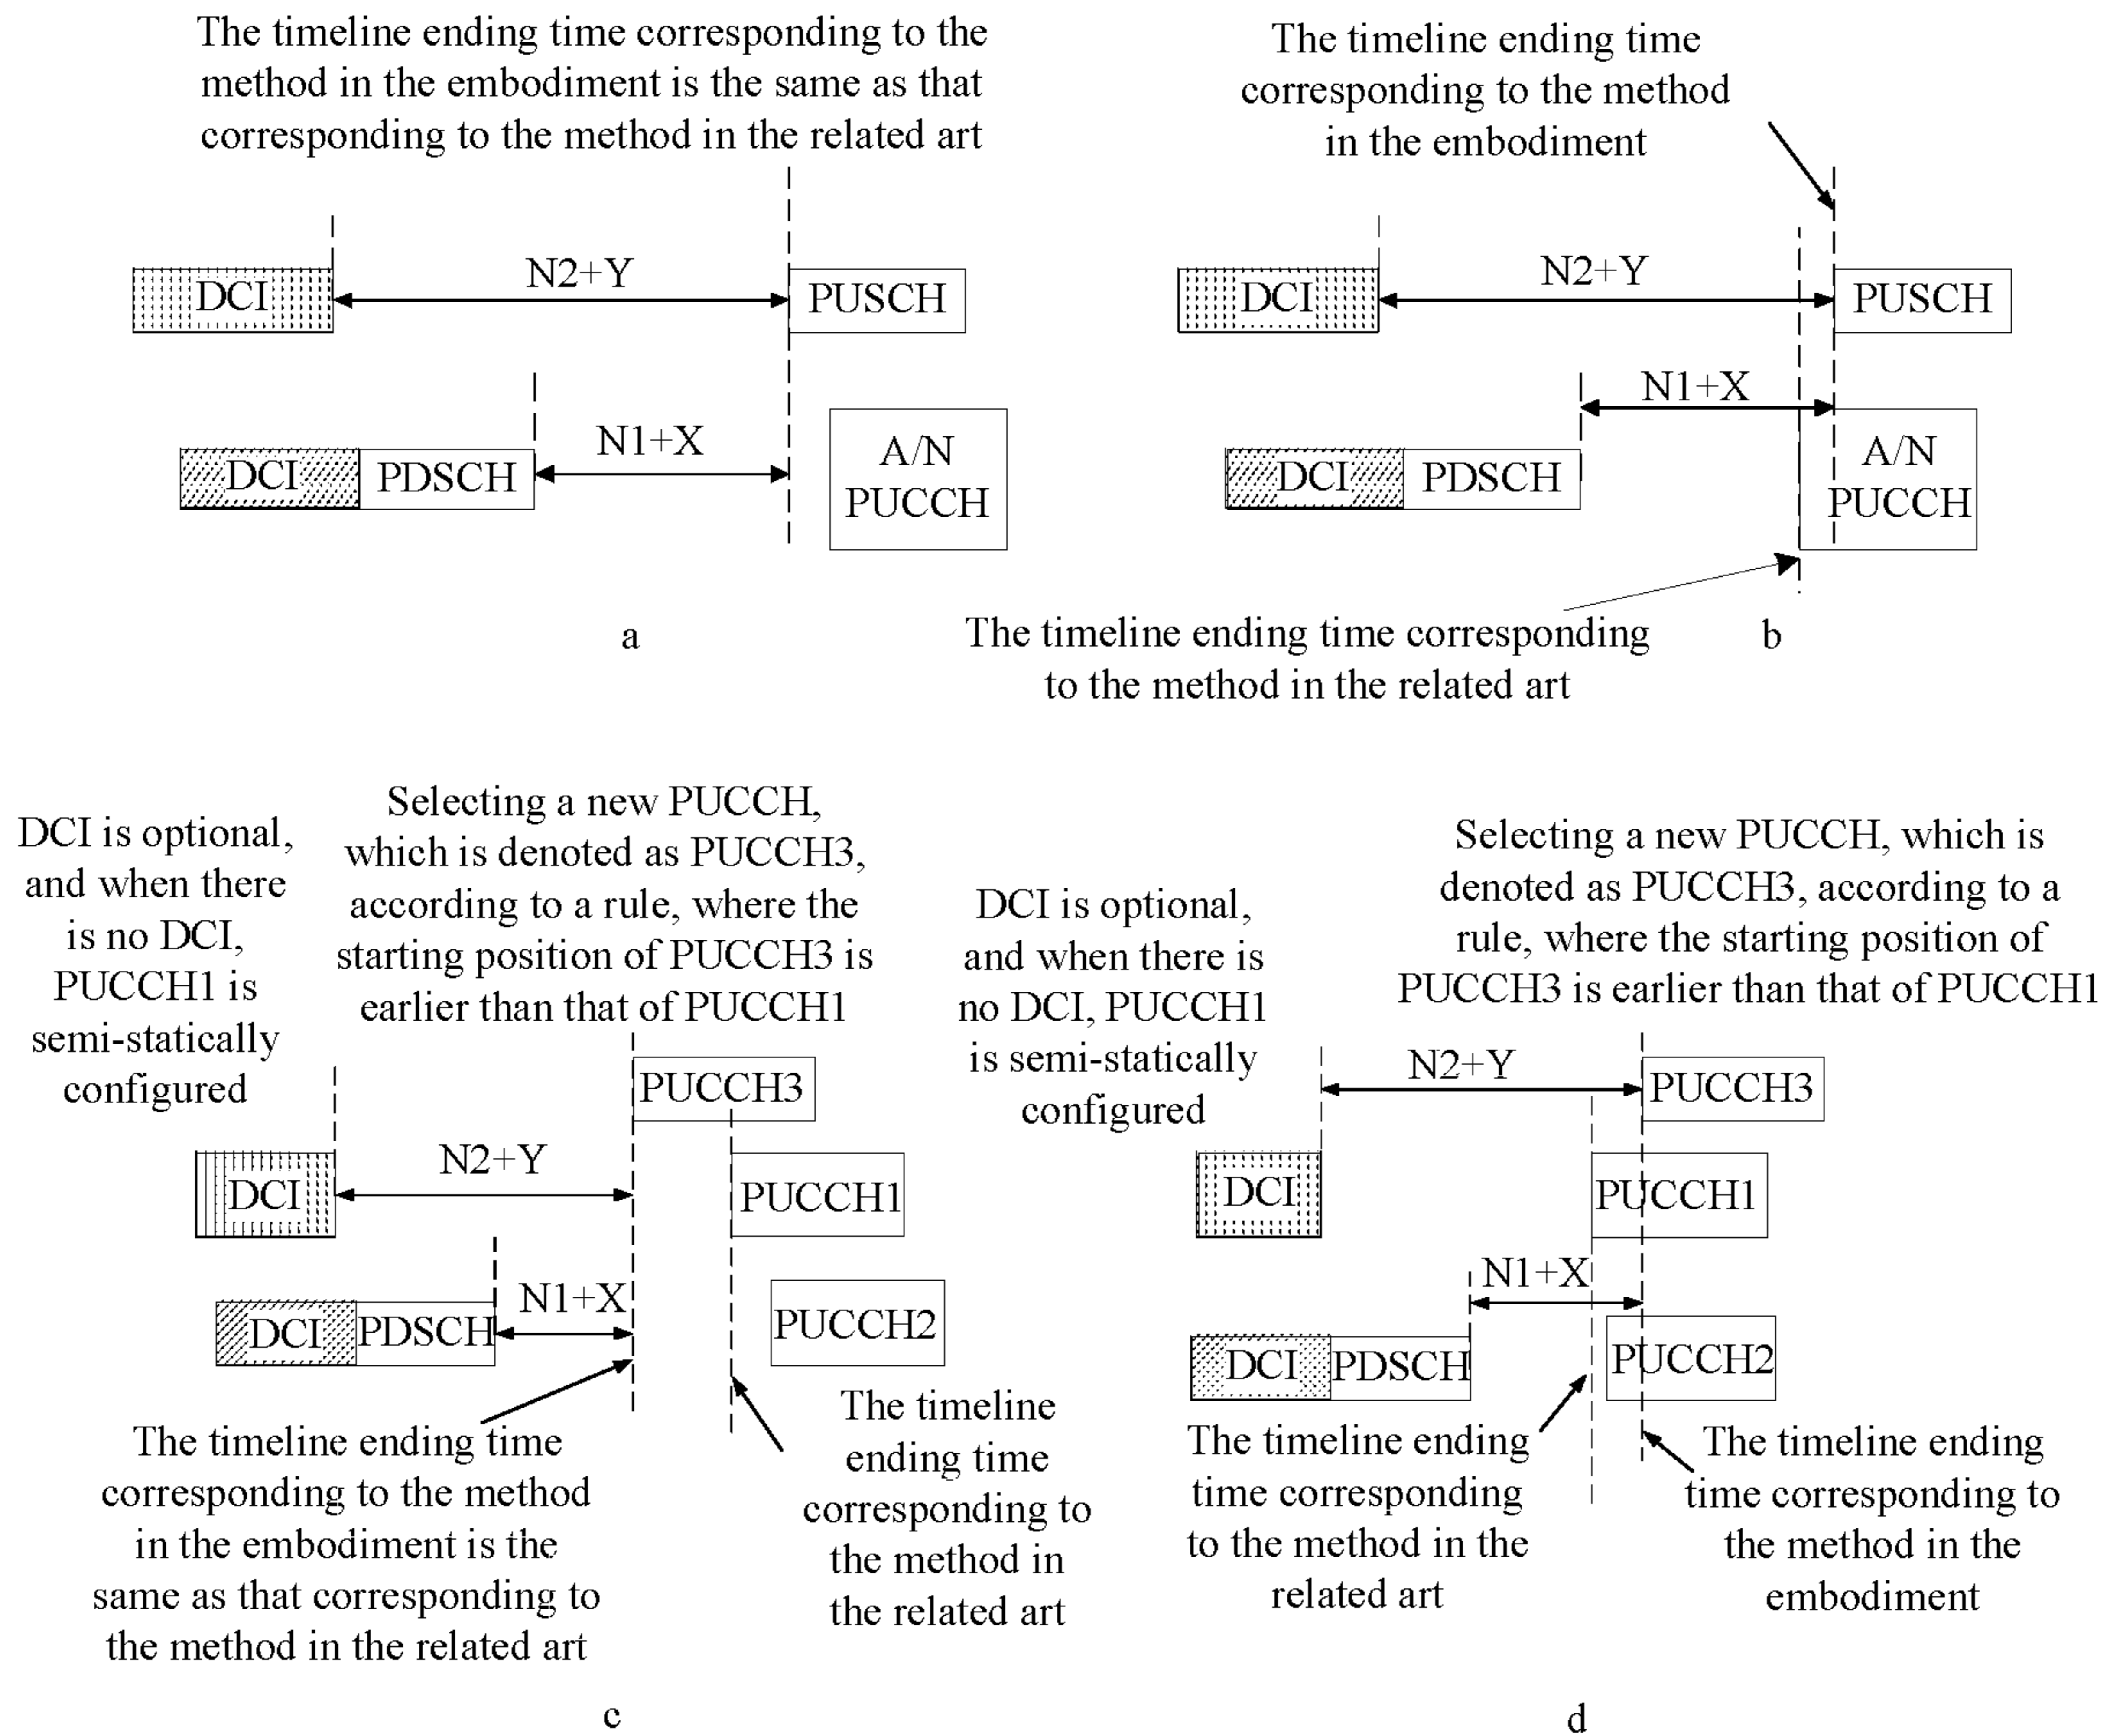 The timeline ending time corresponding to the
method in the embodiment is the same as that
corresponding to the method in the related art
DCI
N2+Y
PUSCH
DCI
PDSCH
N1+X
A/N
PUCCH
a
The timeline ending time
corresponding to the method
in the embodiment
DCI
N2+Y
PUSCH
DCI
PDSCH
N1+X
A/N
PUCCH
The timeline ending time corresponding
to the method in the related art
b
DCI is optional,
and when there
is no DCI,
PUCCH1 is
semi-statically
configured
Selecting a new PUCCH,
which is denoted as PUCCH3,
according to a rule, where the
starting position of PUCCH3 is
earlier than that of PUCCH1
PUCCH3
DCI
N2+Y
PUCCH1
DCI
PDSCH
N1+X
PUCCH2
The timeline ending time
corresponding to the method
in the embodiment is the
same as that corresponding to
the method in the related art
The timeline
ending time
corresponding to
the method in
the related art
c
DCI is optional,
and when there is
no DCI, PUCCH1
is semi-statically
configured
Selecting a new PUCCH, which is
denoted as PUCCH3, according to a
rule, where the starting position of
PUCCH3 is earlier than that of PUCCH1
N2+Y
PUCCH3
DCI
PUCCH1
N1+X
DCI
PDSCH
PUCCH2
The timeline ending
time corresponding
to the method in the
related art
The timeline ending
time corresponding to
the method in the
embodiment
d